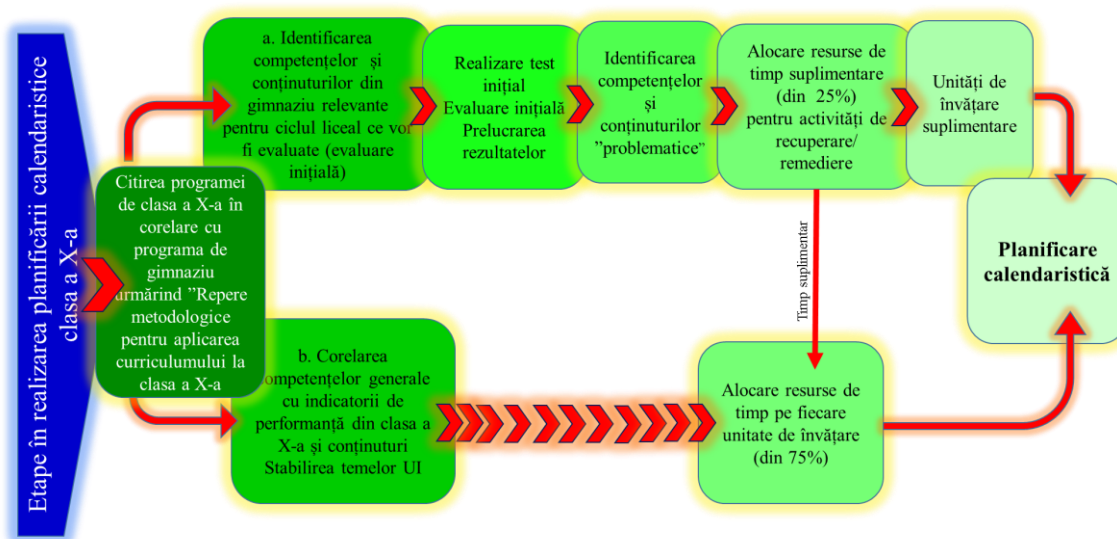 Etape în realizarea planificării calendaristice
clasa a X-a
Citirea programei
de clasa a X-a în
corelare cu
programa de
gimnaziu
urmărind ”Repere
metodologice
pentru aplicarea
curriculumului la
clasa a X-a
a. Identificarea
competențelor și
conținuturilor din
gimnaziu relevante
pentru ciclul liceal ce vor
fi evaluate (evaluare
inițială)
Realizare test
inițial
Evaluare inițială
Prelucrarea
rezultatelor
Identificarea
competențelor
și
conținuturilor
”problematice”
Alocare resurse de
timp suplimentare
(din 25%)
pentru activități de
recuperare/
remediere
Unități de
învățare
suplimentare
Timp suplimentar
Planificare
calendaristică
b. Corelarea
competențelor generale
cu indicatorii de
performanță din clasa a
X-a și conținuturi
Stabilirea temelor UI
Alocare resurse de
timp pe fiecare
unitate de învățare
(din 75%)